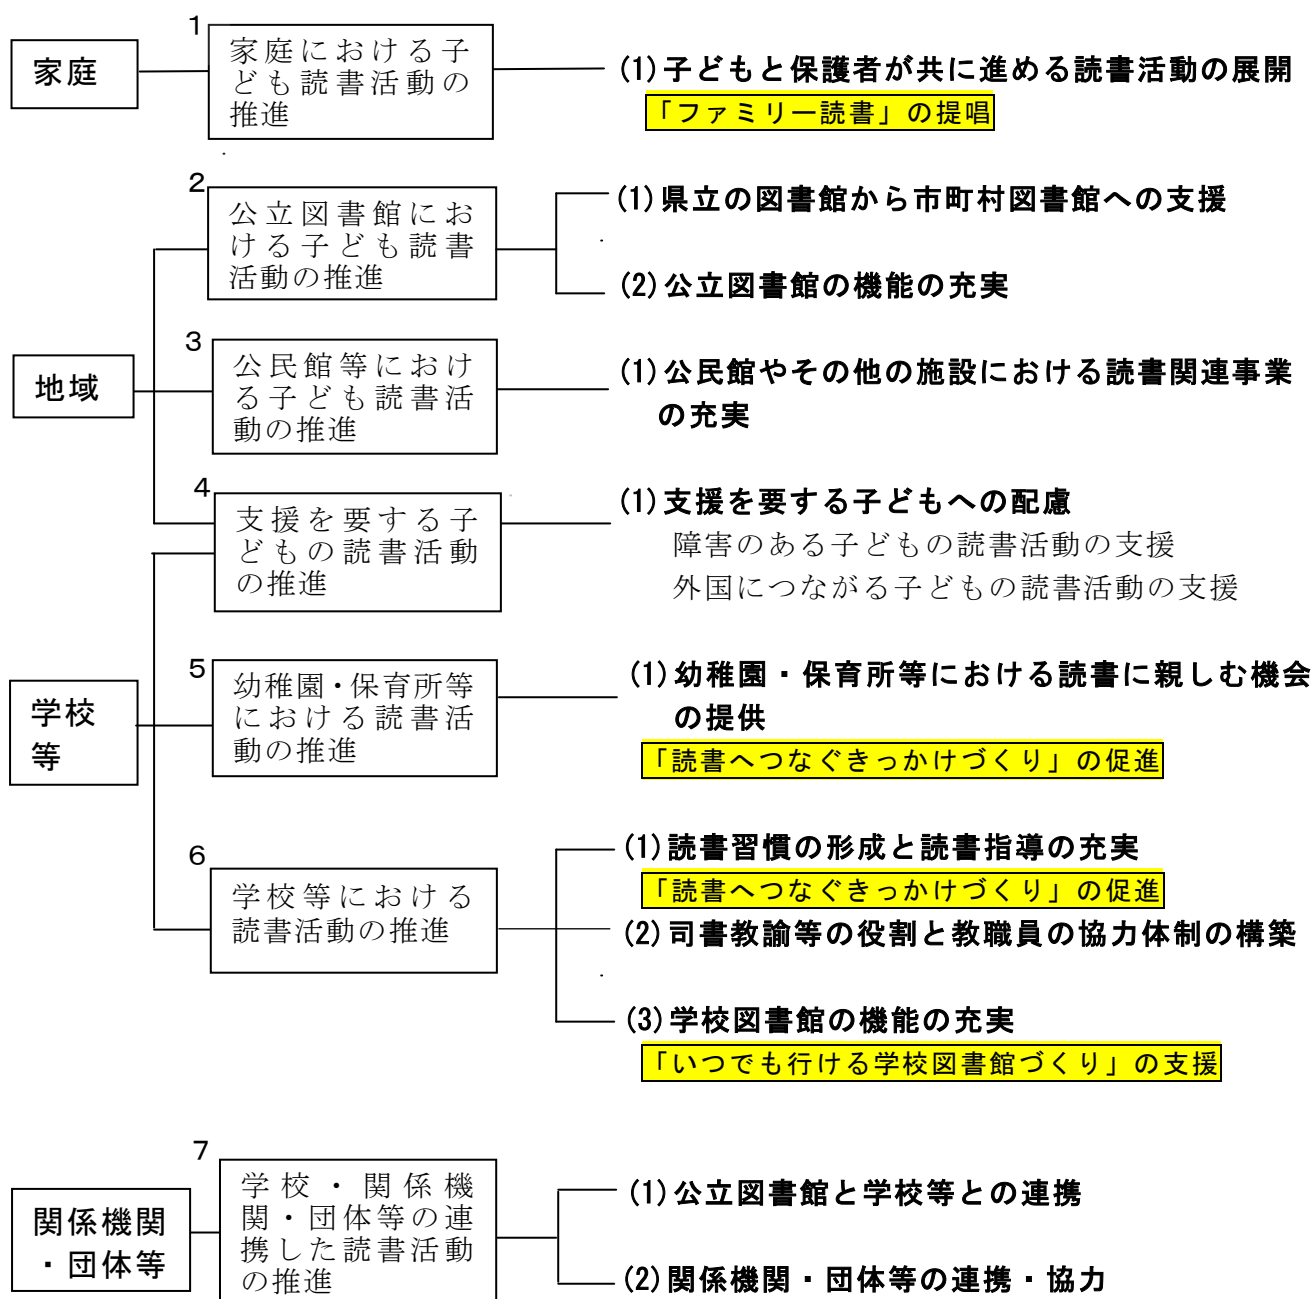 家庭
1
家庭における子
ども読書活動の
推進
(1)子どもと保護者が共に進める読書活動の展開
「ファミリー読書」の提唱
地域
2
公立図書館にお
ける子ども読書
活動の推進
(1)県立の図書館から市町村図書館への支援
(2)公立図書館の機能の充実
3
公民館等におけ
る子ども読書活
動の推進
(1)公民館やその他の施設における読書関連事業
の充実
4
支援を要する子
どもの読書活動
の推進
(1)支援を要する子どもへの配慮
障害のある子どもの読書活動の支援
外国につながる子どもの読書活動の支援
学校
等
5
幼稚園・保育所等
における読書活
動の推進
(1)幼稚園・保育所等における読書に親しむ機会
の提供
「読書へつなぐきっかけづくり」の促進
6
学校等における
読書活動の推進
(1)読書習慣の形成と読書指導の充実
「読書へつなぐきっかけづくり」の促進
(2)司書教諭等の役割と教職員の協力体制の構築
(3)学校図書館の機能の充実
「いつでも行ける学校図書館づくり」の支援
関係機関
・団体等
7
学校・関係機
関・団体等の連
携した読書活動
の推進
(1)公立図書館と学校等との連携
(2)関係機関・団体等の連携・協力